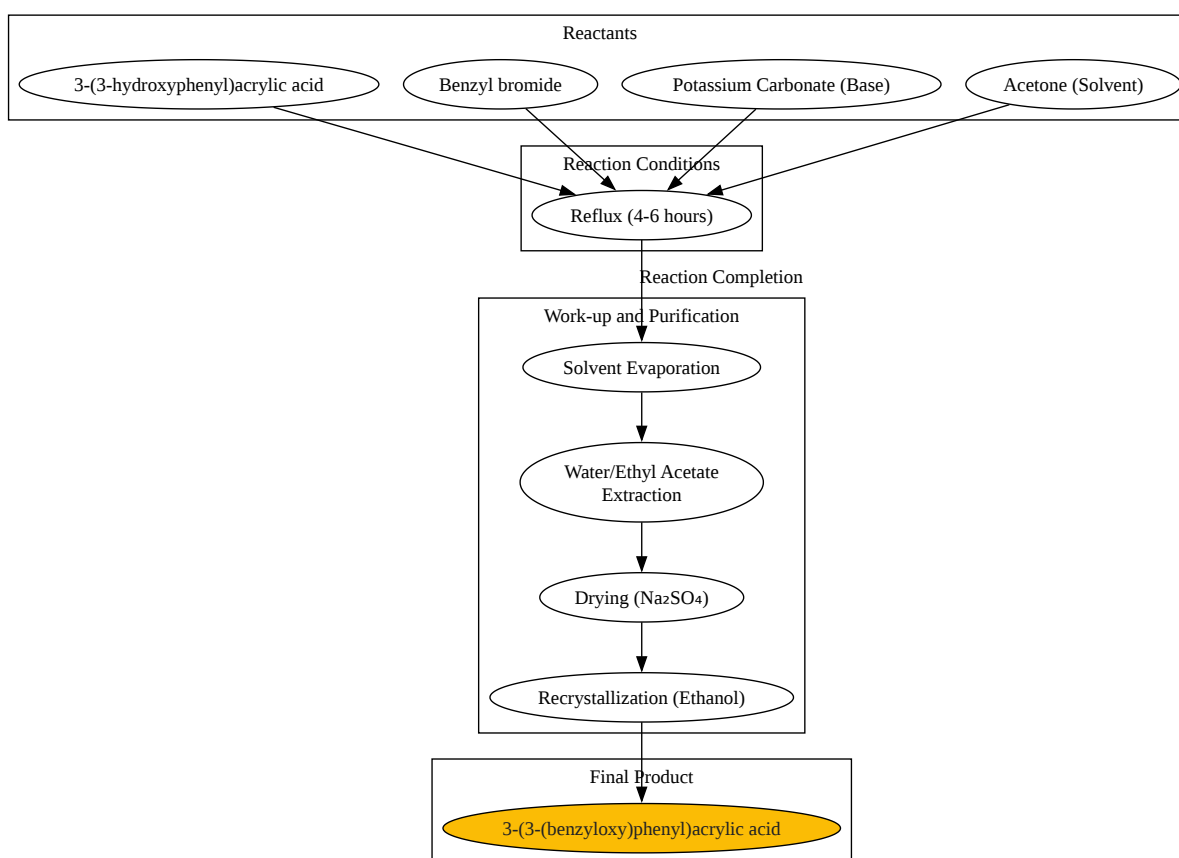 Reactants
3-(3-hydroxyphenyl)acrylic acid
Benzyl bromide
Potassium Carbonate (Base)
Acetone (Solvent)
Reaction Conditions
Reflux (4-6 hours)
Reaction Completion
Work-up and Purification
Solvent Evaporation
Water/Ethyl Acetate
Extraction
Drying (Na₂SO₄)
Recrystallization (Ethanol)
Final Product
3-(3-(benzyloxy)phenyl)acrylic acid